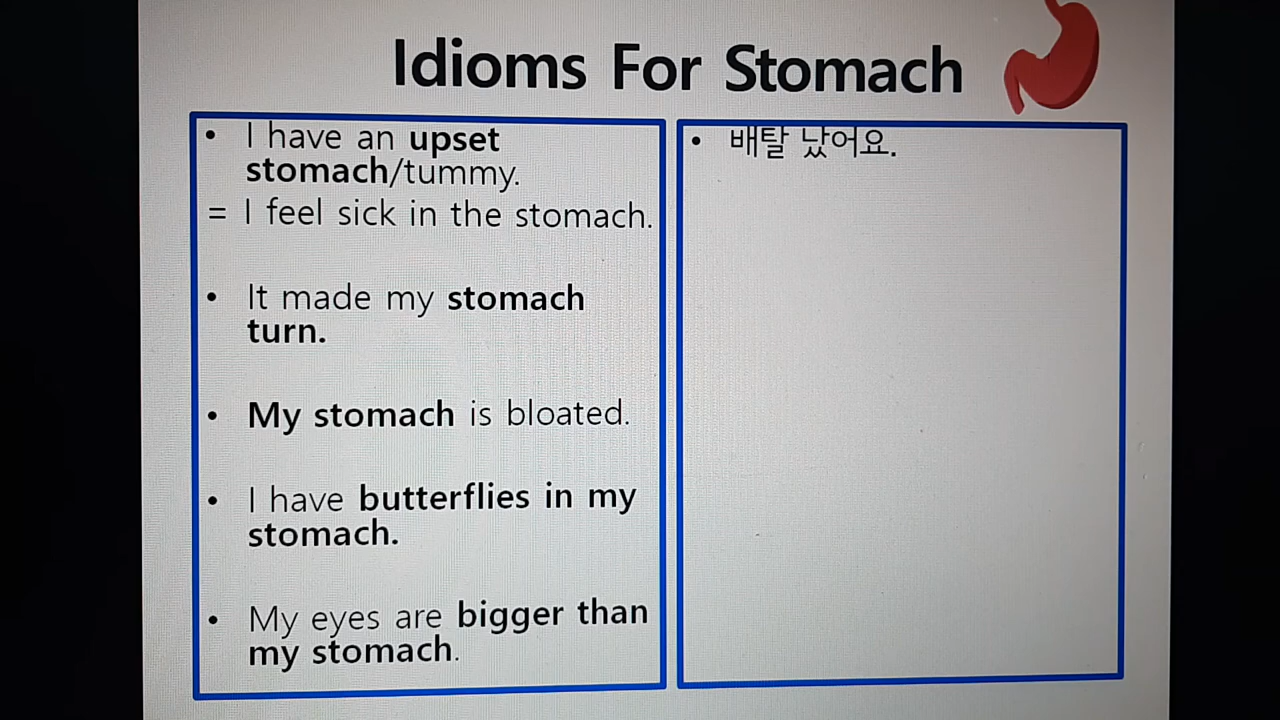 Idioms For Stomach
• I have an upset
stomach/tummy.
= I feel sick in the stomach.
• It made my stomach
turn.
• My stomach is bloated.
• I have butterflies in my
stomach.
• My eyes are bigger than
my stomach.
• 배탈 났어요.